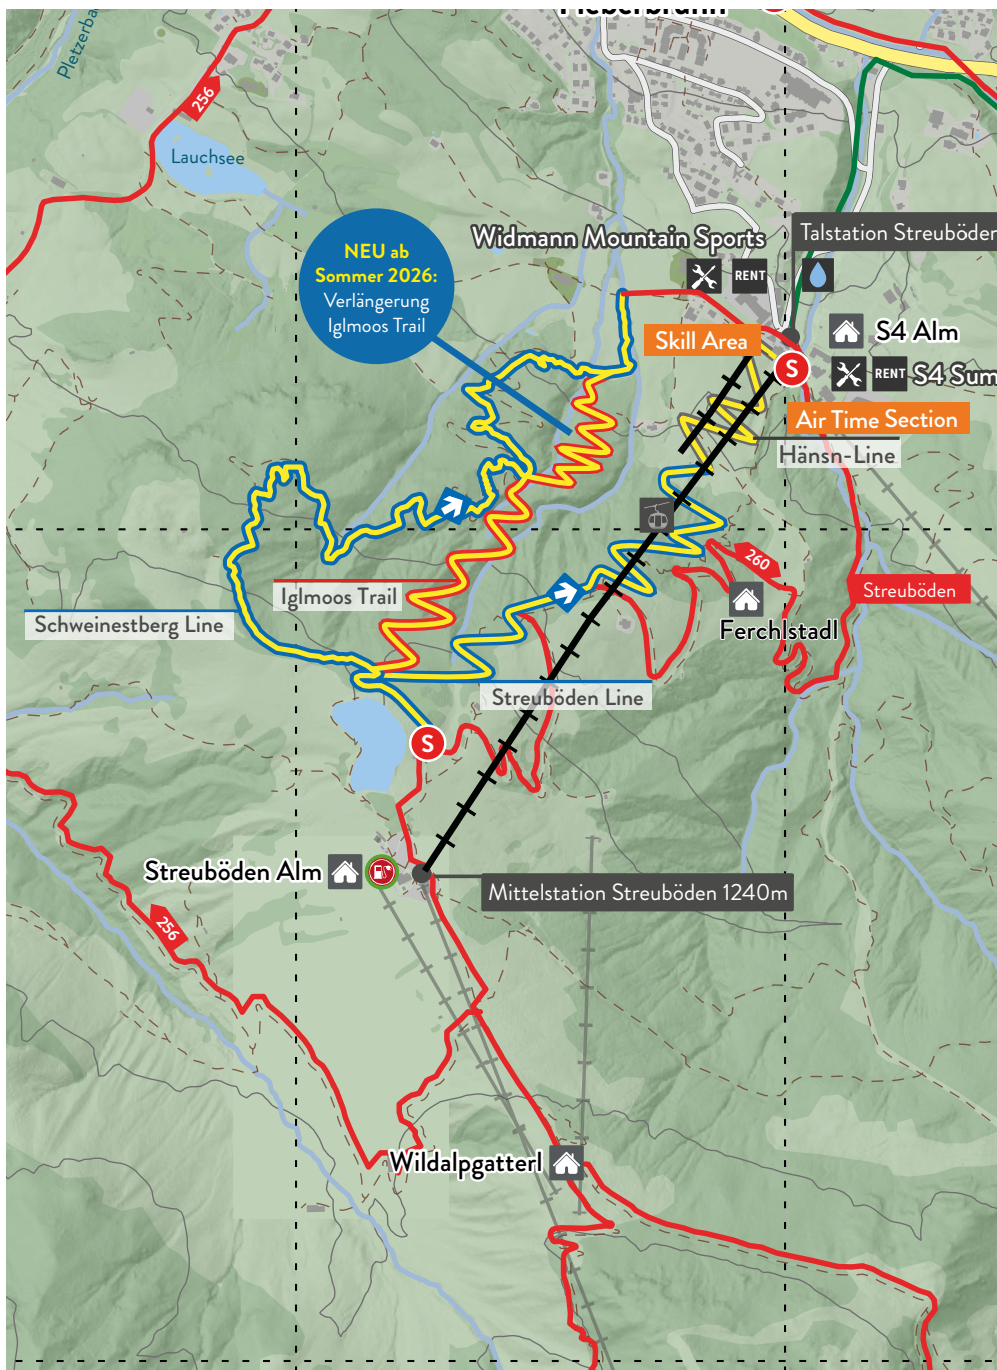 Pletzerba
256
Lauchsee
NEU ab
Sommer 2026:
Verlängerung
Iglmoos Trail
Widmann Mountain Sports
RENT
Talstation Streuböden
Skill Area
S4 Alm
S
RENT
S4 Sum
Air Time Section
Hänsn-Line
260
Streuböden
Iglmoos Trail
Ferchlstadl
Schweinestberg Line
Streuböden Line
S
Streuböden Alm
Mittelstation Streuböden 1240m
256
Wildalpgatterl